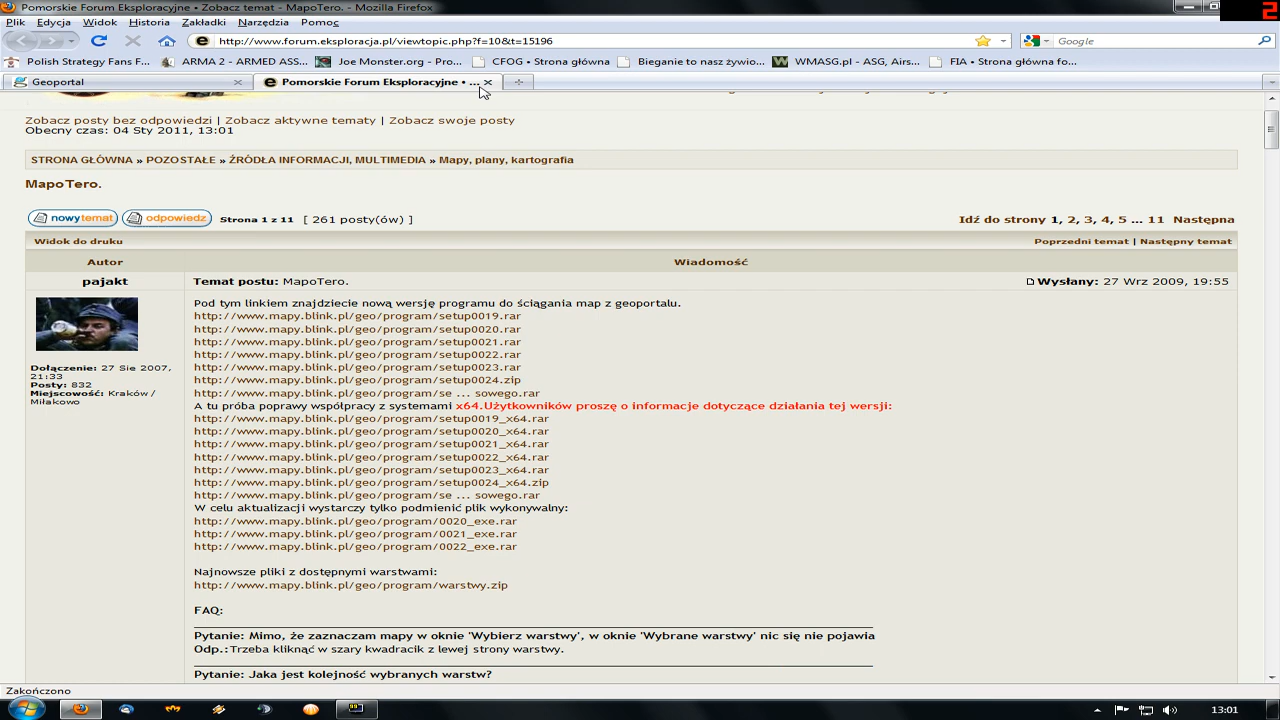 Pomorskie Forum Eksploracyjne • Zobacz temat - MapoTero. - Mozilla Firefox
2
Plik Edycja Widok Historia Zakładki Narzędzia Pomoc
http://www.forum.eksploracja.pl/viewtopic.php?f=10&t=15196
Google
Polish Strategy Fans F... ARMA 2 - ARMED ASS... Joe Monster.org - Pro... CFOG • Strona główna Bieganie to nasz żywio... WMASG.pl - ASG, Airs... FIA • Strona główna fo...
Geoportal
Pomorskie Forum Eksploracyjne • ...
Zobacz posty bez odpowiedzi | Zobacz aktywne tematy | Zobacz swoje posty
Obecny czas: 04 Sty 2011, 13:01
STRONA GŁÓWNA » POZOSTAŁE » ŹRÓDŁA INFORMACJI, MULTIMEDIA » Mapy, plany, kartografia
MapoTero.
nowytemat odpowiedz Strona 1 z 11 [ 261 posty(ów) ]
Idź do strony 1, 2, 3, 4, 5 ... 11 Następna
Widok do druku
Poprzedni temat | Następny temat
Autor
Wiadomość
pajakt
Temat postu: MapoTero.
Wysłany: 27 Wrz 2009, 19:55
Dołączenie: 27 Sie 2007,
21:33
Posty: 832
Miejscowość: Kraków /
Miłakowo
Pod tym linkiem znajdziecie nową wersję programu do ściągania map z geoportalu.
http://www.mapy.blink.pl/geo/program/setup0019.rar
http://www.mapy.blink.pl/geo/program/setup0020.rar
http://www.mapy.blink.pl/geo/program/setup0021.rar
http://www.mapy.blink.pl/geo/program/setup0022.rar
http://www.mapy.blink.pl/geo/program/setup0023.rar
http://www.mapy.blink.pl/geo/program/setup0024.zip
http://www.mapy.blink.pl/geo/program/se ... sowego.rar
A tu próba poprawy współpracy z systemami x64.Użytkowników proszę o informacje dotyczące działania tej wersji:
http://www.mapy.blink.pl/geo/program/setup0019_x64.rar
http://www.mapy.blink.pl/geo/program/setup0020_x64.rar
http://www.mapy.blink.pl/geo/program/setup0021_x64.rar
http://www.mapy.blink.pl/geo/program/setup0022_x64.rar
http://www.mapy.blink.pl/geo/program/setup0023_x64.rar
http://www.mapy.blink.pl/geo/program/setup0024_x64.zip
http://www.mapy.blink.pl/geo/program/se ... sowego.rar
W celu aktualizacji wystarczy tylko podmienić plik wykonywalny:
http://www.mapy.blink.pl/geo/program/0020_exe.rar
http://www.mapy.blink.pl/geo/program/0021_exe.rar
http://www.mapy.blink.pl/geo/program/0022_exe.rar
Najnowsze pliki z dostępnymi warstwami:
http://www.mapy.blink.pl/geo/program/warstwy.zip
FAQ:
Pytanie: Mimo, że zaznaczam mapy w oknie 'Wybierz warstwy', w oknie 'Wybrane warstwy' nic się nie pojawia
Odp.:Trzeba kliknąć w szary kwadracik z lewej strony warstwy.
Pytanie: Jaka jest kolejność wybranych warstw?
Zakończono
13:01